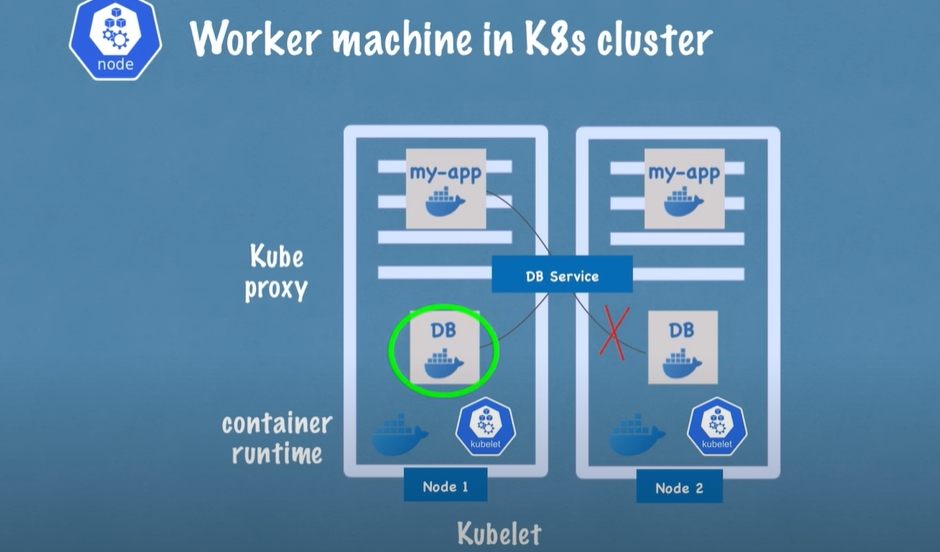 node
Worker machine in K8s cluster
my-app
my-app
Kube
proxy
DB Service
DB
DB
container
runtime
kubelet
kubelet
Node 1
Node 2
Kubelet